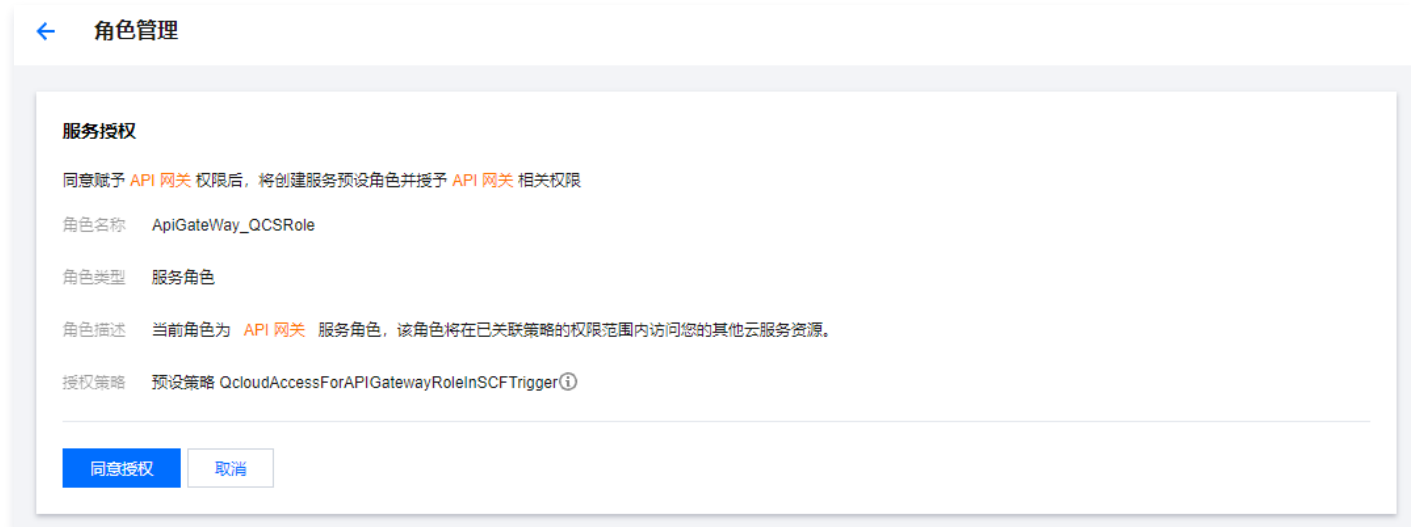 角色管理
服务授权
同意赋予 API 网关 权限后，将创建服务预设角色并授予 API 网关 相关权限
角色名称 ApiGateWay_QCSRole
角色类型 服务角色
角色描述 当前角色为 API 网关 服务角色，该角色将在已关联策略的权限范围内访问您的其他云服务资源。
授权策略 预设策略 QcloudAccessForAPIGatewayRoleInSCFTrigger
同意授权 取消